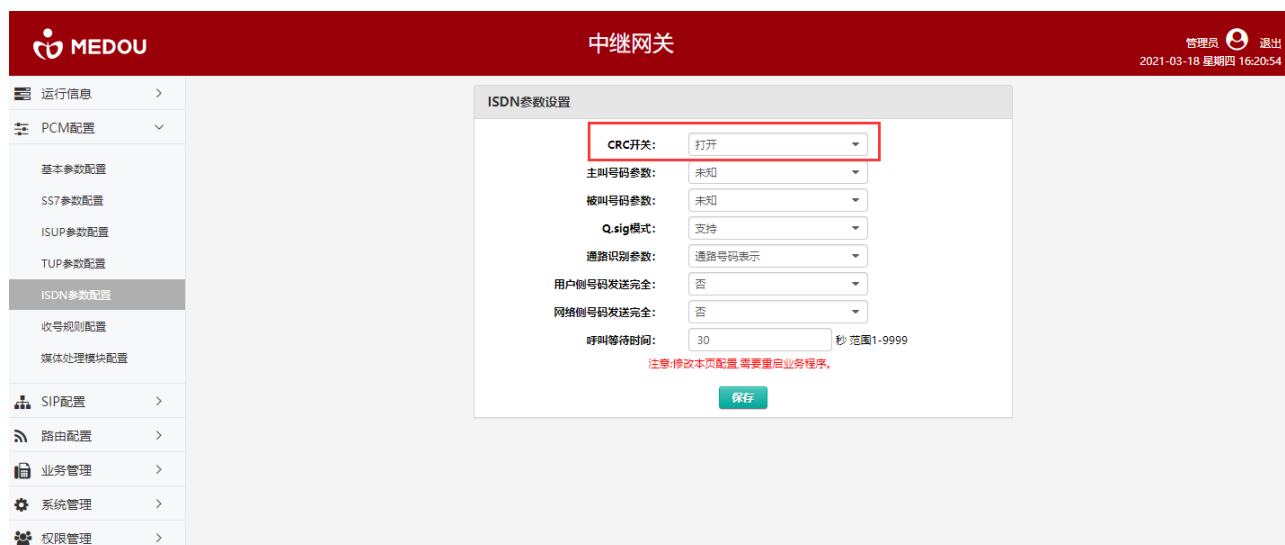 MEDOU
中继网关
管理员 退出
2021-03-18 星期四 16:20:54
运行信息
PCM配置
基本参数配置
SS7参数配置
ISUP参数配置
TUP参数配置
ISDN参数配置
收号规则配置
媒体处理模块配置
SIP配置
路由配置
业务管理
系统管理
权限管理
ISDN参数设置
CRC开关: 打开
主叫号码参数: 未知
被叫号码参数: 未知
Q.sig模式: 支持
通路识别参数: 通路号码表示
用户侧号码发送完全: 否
网络侧号码发送完全: 否
呼叫等待时间: 30 秒 范围1-9999
注意:修改本页配置,需要重启业务程序。
保存